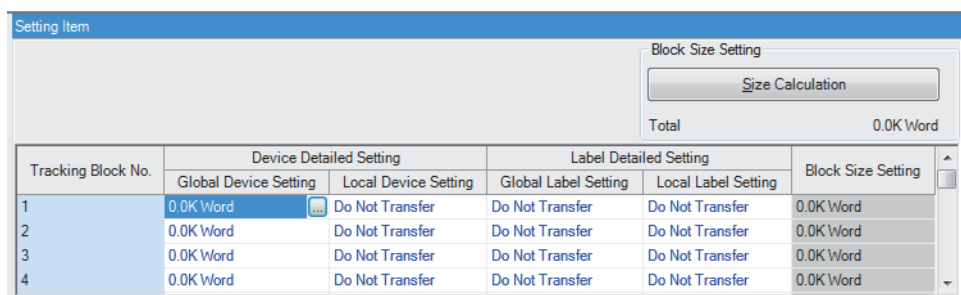 Setting Item
Block Size Setting
Size Calculation
Total 0.0K Word
Tracking Block No. Device Detailed Setting Label Detailed Setting Block Size Setting
Global Device Setting Local Device Setting Global Label Setting Local Label Setting
1 0.0K Word ... Do Not Transfer Do Not Transfer Do Not Transfer 0.0K Word
2 0.0K Word Do Not Transfer Do Not Transfer Do Not Transfer 0.0K Word
3 0.0K Word Do Not Transfer Do Not Transfer Do Not Transfer 0.0K Word
4 0.0K Word Do Not Transfer Do Not Transfer Do Not Transfer 0.0K Word